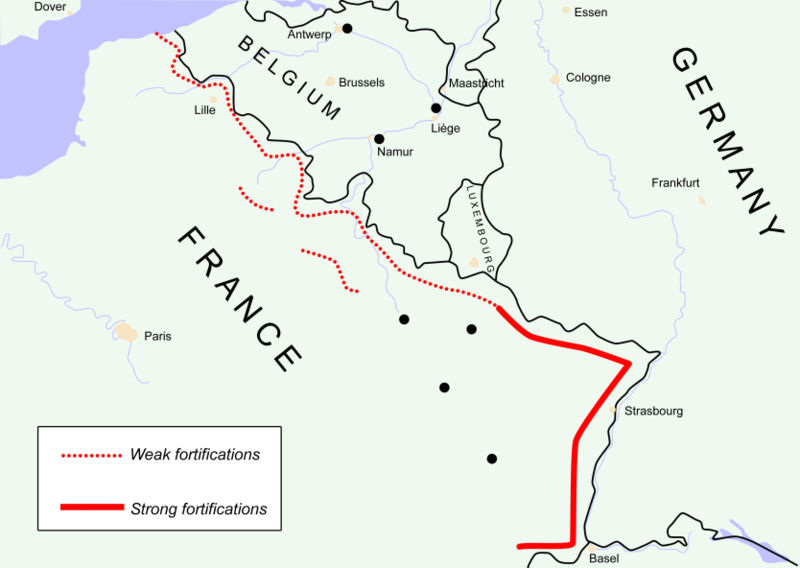 Dover
Essen
Antwerp
BELGIUM
GERMANY
Brussels
Maastricht
Cologne
Lille
Liège
Namur
Frankfurt
LUXEMBOURG
FRANCE
Paris
Strasbourg
Weak fortifications
Strong fortifications
Basel